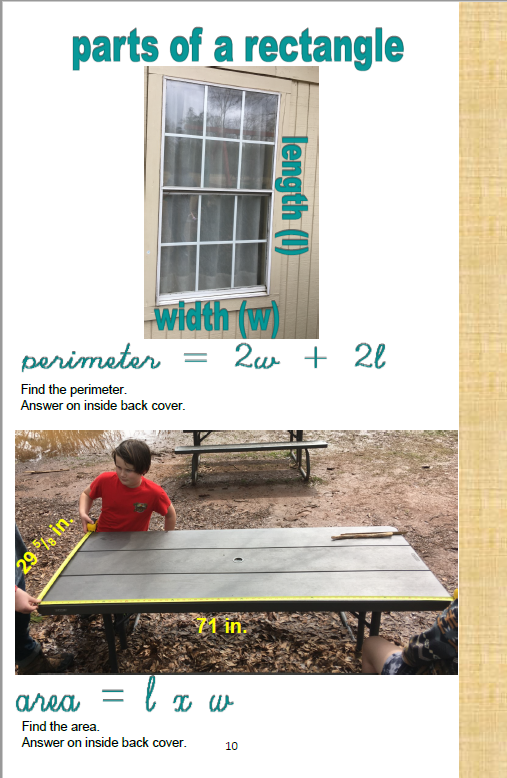 parts of a rectangle
length (l)
width (w)
perimeter = 2w + 2l
Find the perimeter.
Answer on inside back cover.
29 5/8 in.
71 in.
area = l x w
Find the area.
Answer on inside back cover.
10